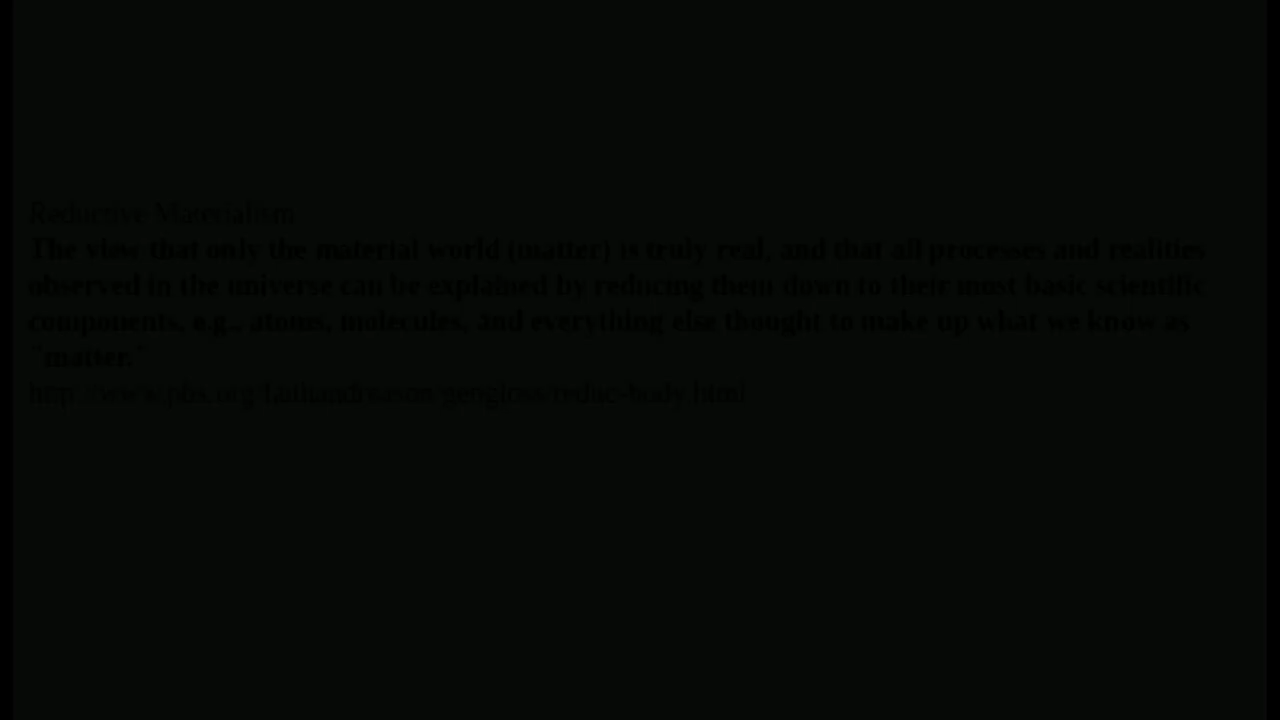 Reductive Materialism
The view that only the material world (matter) is truly real, and that all processes and realities
observed in the universe can be explained by reducing them down to their most basic scientific
components, e.g., atoms, molecules, and everything else thought to make up what we know as
"matter."
http://www.pbs.org/faithandreason/gengloss/reduc-body.html